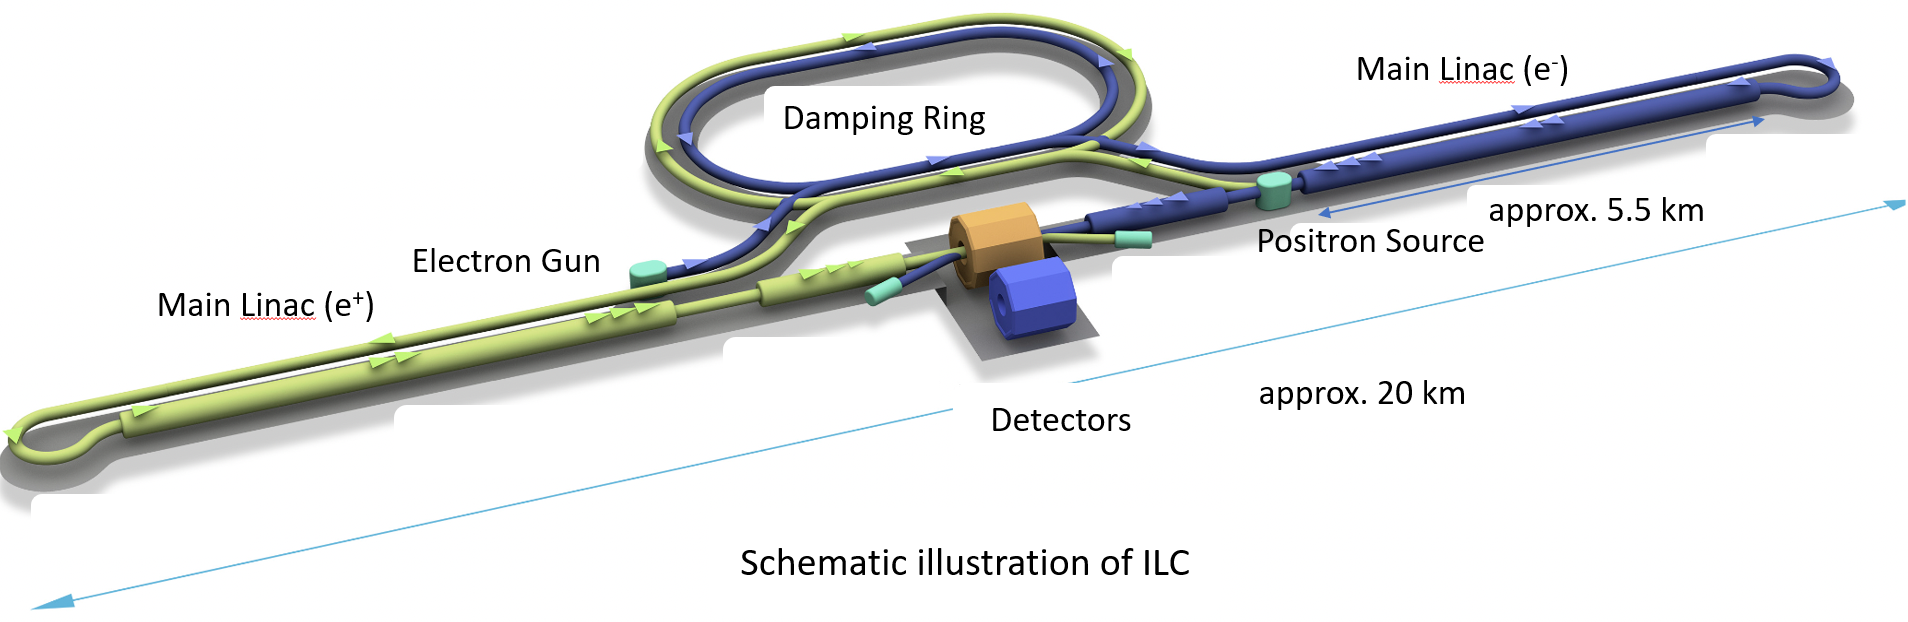 Main Linac (e⁻)
Damping Ring
approx. 5.5 km
Positron Source
Electron Gun
Main Linac (e⁺)
approx. 20 km
Detectors
Schematic illustration of ILC